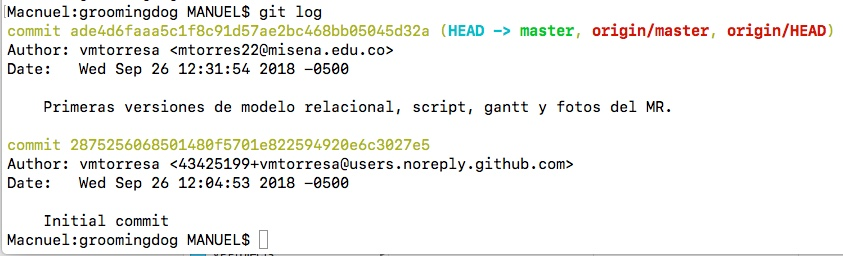 Macnuel:groomingdog MANUEL$ git log
commit ade4d6faaa5c1f8c91d57ae2bc468bb05045d32a (HEAD -> master, origin/master, origin/HEAD)
Author: vmtorres <mtorres22@misena.edu.co>
Date:   Wed Sep 26 12:31:54 2018 -0500
    Primeras versiones de modelo relacional, script, gantt y fotos del MR.
commit 2875256068501480f5701e822594920e6c3027e5
Author: vmtorresa <43425199+vmtorresa@users.noreply.github.com>
Date:   Wed Sep 26 12:04:53 2018 -0500
    Initial commit
Macnuel:groomingdog MANUEL$